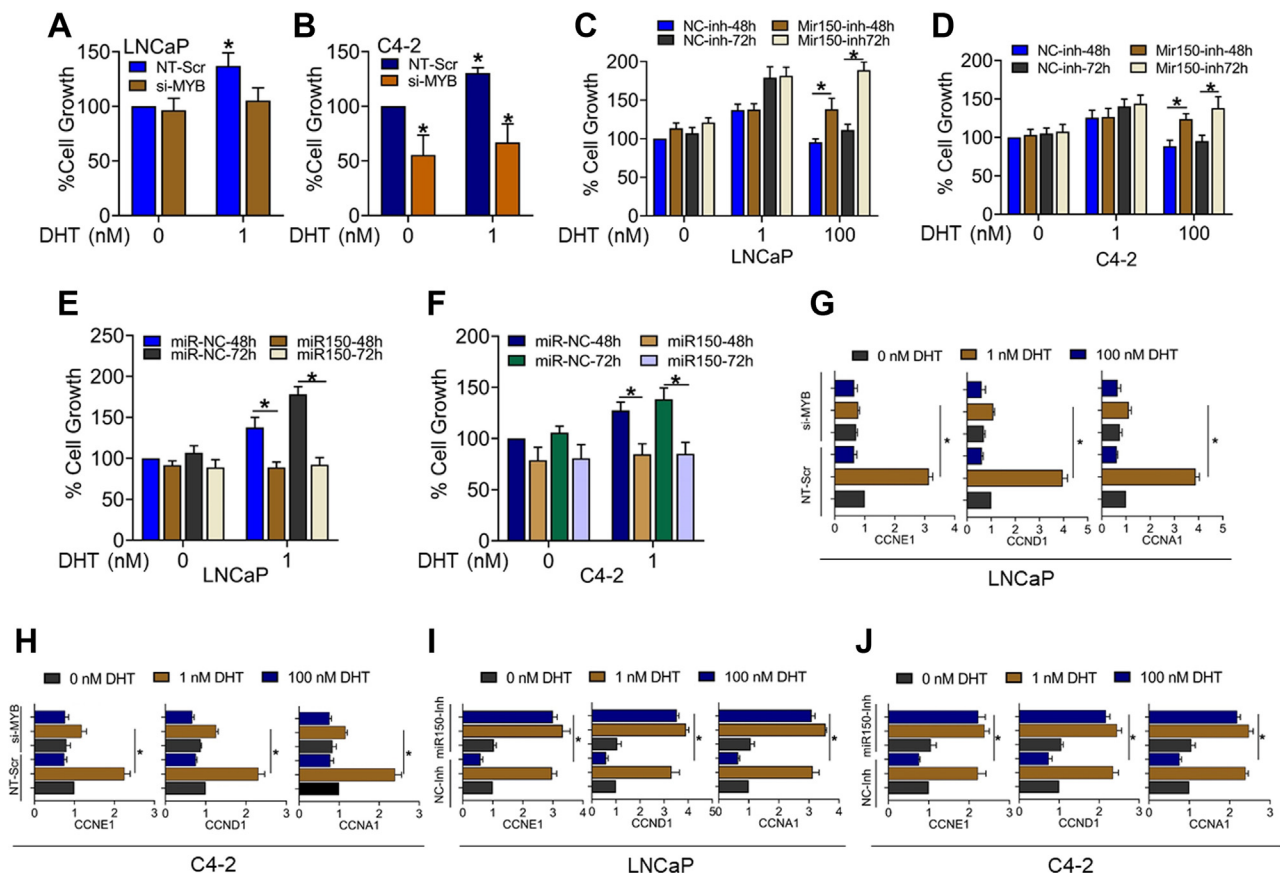 A
LNCaP
NT-Scr
si-MYB
*
%Cell Growth
150
100
50
0
0 1
DHT (nM)
B
C4-2
NT-Scr
si-MYB
*
*
*
%Cell Growth
150
100
50
0
0 1
DHT (nM)
C
NC-inh-48h Mir150-inh-48h
NC-inh-72h Mir150-inh72h
* *
% Cell Growth
200
150
100
50
0
0 1 100
DHT (nM)
LNCaP
D
NC-inh-48h Mir150-inh-48h
NC-inh-72h Mir150-inh72h
* *
% Cell Growth
200
150
100
50
0
0 1 100
DHT (nM)
C4-2
E
miR-NC-48h miR150-48h
miR-NC-72h miR150-72h
* *
% Cell Growth
250
200
150
100
50
0
0 1
DHT (nM)
LNCaP
F
miR-NC-48h miR150-48h
miR-NC-72h miR150-72h
* *
% Cell Growth
200
150
100
50
0
0 1
DHT (nM)
C4-2
G
0 nM DHT 1 nM DHT 100 nM DHT
si-MYB
NT-Scr
* * *
0 1 2 3 4 0 1 2 3 4 5 0 1 2 3 4 5
CCNE1 CCND1 CCNA1
LNCaP
H
0 nM DHT 1 nM DHT 100 nM DHT
si-MYB
NT-Scr
* * *
0 1 2 3 0 1 2 3 0 1 2 3
CCNE1 CCND1 CCNA1
C4-2
I
0 nM DHT 1 nM DHT 100 nM DHT
miR150-Inh
NC-Inh
* * *
0 1 2 3 4 0 1 2 3 4 50 1 2 3 4
CCNE1 CCND1 CCNA1
LNCaP
J
0 nM DHT 1 nM DHT 100 nM DHT
miR150-Inh
NC-Inh
* * *
0 1 2 3 0 1 2 3 0 1 2 3
CCNE1 CCND1 CCNA1
C4-2